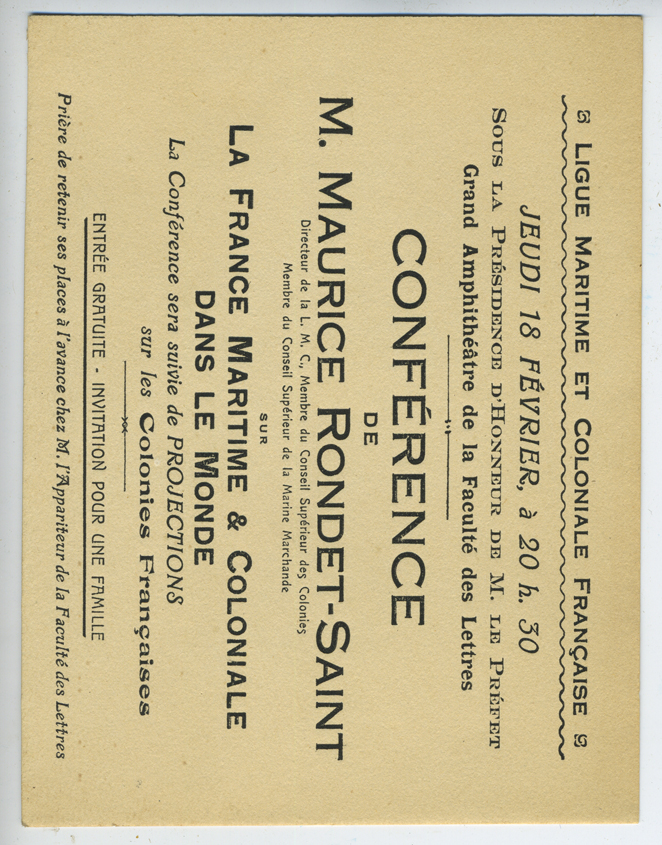 LIGUE MARITIME ET COLONIALE FRANÇAISE
JEUDI 18 FÉVRIER, à 20 h. 30
SOUS LA PRÉSIDENCE D'HONNEUR DE M. LE PRÉFET
Grand Amphithéâtre de la Faculté des Lettres
CONFÉRENCE
DE
M. MAURICE RONDET-SAINT
Directeur de la L. M. C., Membre du Conseil Supérieur des Colonies
Membre du Conseil Supérieur de la Marine Marchande
SUR
LA FRANCE MARITIME & COLONIALE
DANS LE MONDE
La Conférence sera suivie de PROJECTIONS
sur les Colonies Françaises
ENTRÉE GRATUITE - INVITATION POUR UNE FAMILLE
Prière de retenir ses places à l'avance chez M. l'Appariteur de la Faculté des Lettres